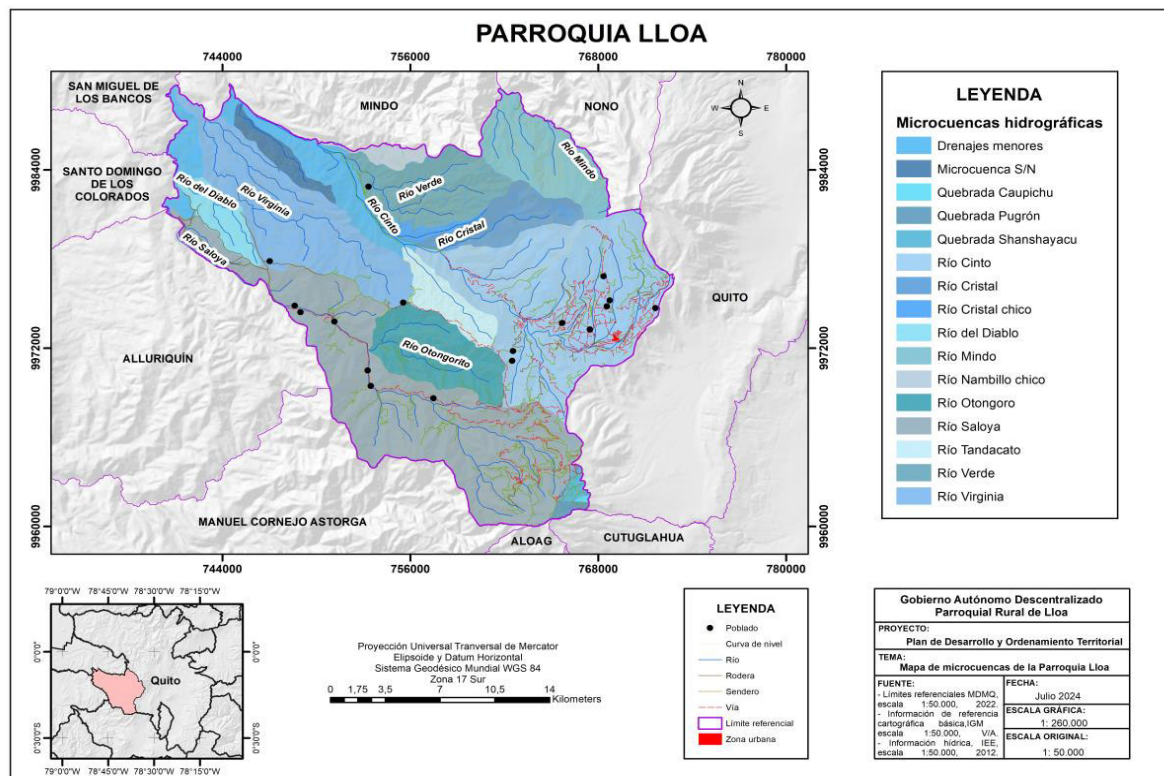 PARROQUIA LLOA
744000
756000
768000
780000
SAN MIGUEL DE
LOS BANCOS
MINDO
NONO
9984000
9984000
SANTO DOMINGO
DE LOS
COLORADOS
Río del Diablo
Río Virginia
Río Saloya
Río Cinto
Río Verde
Río Cristal
Río Mindo
QUITO
ALLURIQUÍN
9972000
9972000
Río Otongorito
MANUEL CORNEJO ASTORGA
ALOAG
CUTUGLAHUA
9960000
9960000
744000
756000
768000
780000
N
W
E
S
LEYENDA
Microcuencas hidrográficas
Drenajes menores
Microcuenca S/N
Quebrada Caupichu
Quebrada Pugrón
Quebrada Shanshayacu
Río Cinto
Río Cristal
Río Cristal chico
Río del Diablo
Río Mindo
Río Nambillo chico
Río Otongoro
Río Saloya
Río Tandacato
Río Verde
Río Virginia
79°0'0"W
78°45'0"W
78°30'0"W
78°15'0"W
0°0'0"
0°0'0"
Quito
0°30'0"S
0°30'0"S
79°0'0"W
78°45'0"W
78°30'0"W
78°15'0"W
Proyección Universal Tranversal de Mercator
Elipsoide y Datum Horizontal
Sistema Geodésico Mundial WGS 84
Zona 17 Sur
0 1,75 3,5 7 10,5 14
Kilometers
LEYENDA
Poblado
Curva de nivel
Río
Rodera
Sendero
Vía
Límite referencial
Zona urbana
Gobierno Autónomo Descentralizado
Parroquial Rural de Lloa
PROYECTO:
Plan de Desarrollo y Ordenamiento Territorial
TEMA:
Mapa de microcuencas de la Parroquia Lloa
FUENTE:
- Límites referenciales MDMQ,
escala 1:50.000, 2022.
- Información de referencia
cartográfica básica,IGM
escala 1:50.000, V/A.
- Información hídrica, IEE,
escala 1:50.000, 2012.
FECHA:
Julio 2024
ESCALA GRÁFICA:
1: 260.000
ESCALA ORIGINAL:
1: 50.000